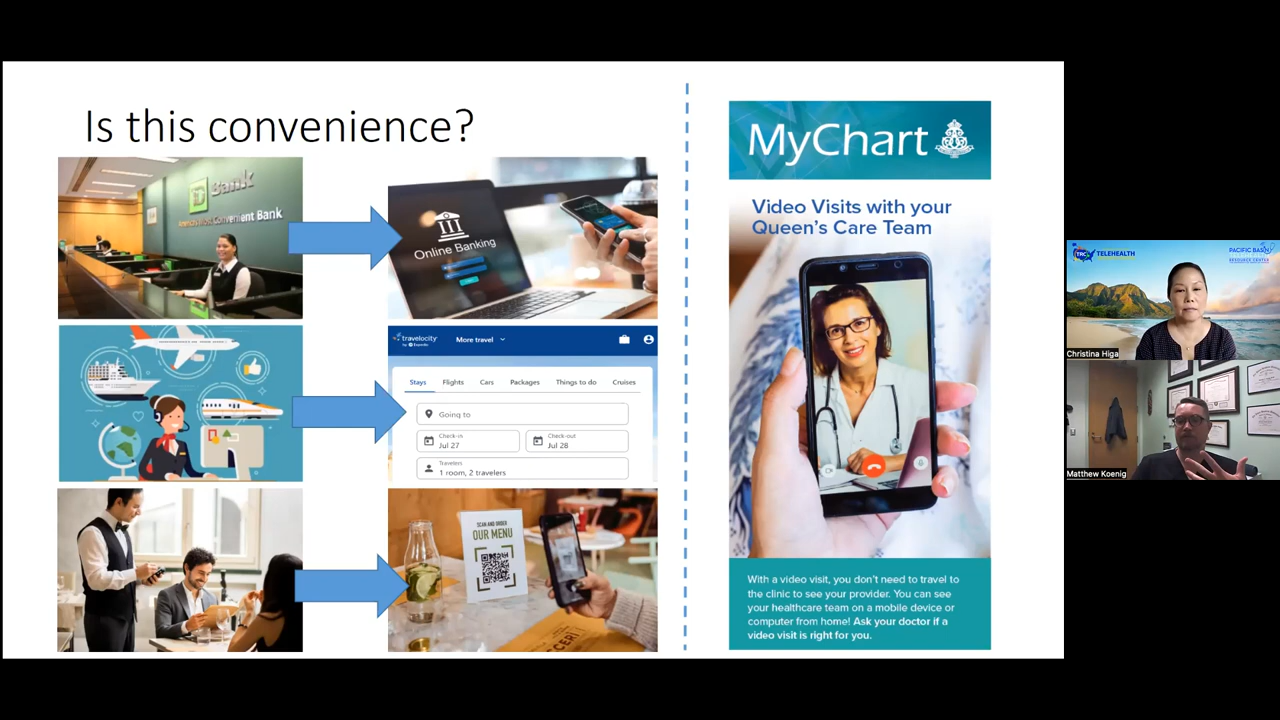 Is this convenience?
TD Bank
America's Most Convenient Bank
Online Banking
travelocity
by Expedia
More travel
Stays
Flights
Cars
Packages
Things to do
Cruises
Going to
Check-in
Jul 27
Check-out
Jul 28
Travelers
1 room, 2 travelers
SCAN AND ORDER
OUR MENU
MyChart
Video Visits with your
Queen's Care Team
With a video visit, you don't need to travel to
the clinic to see your provider. You can see
your healthcare team on a mobile device or
computer from home! Ask your doctor if a
video visit is right for you.
TRC
TELEHEALTH
PACIFIC BASIN
RESOURCE CENTER
Christina Higa
Matthew Koenig